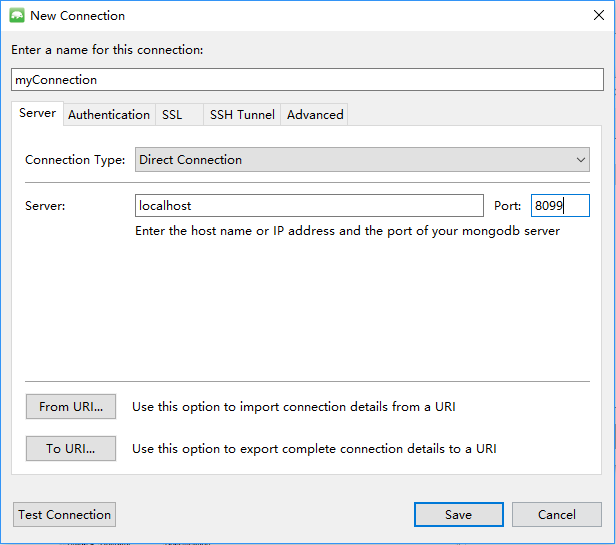 New Connection
Enter a name for this connection:
myConnection
Server Authentication SSL SSH Tunnel Advanced
Connection Type: Direct Connection
Server: localhost Port: 8099
Enter the host name or IP address and the port of your mongodb server
From URI... Use this option to import connection details from a URI
To URI... Use this option to export complete connection details to a URI
Test Connection Save Cancel